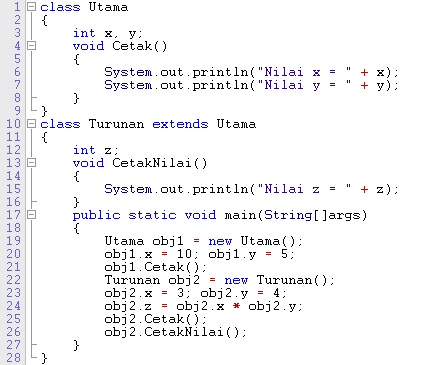 1 class Utama
2 {
3     int x, y;
4     void Cetak()
5     {
6         System.out.println("Nilai x = " + x);
7         System.out.println("Nilai y = " + y);
8     }
9 }
10 class Turunan extends Utama
11 {
12     int z;
13     void CetakNilai()
14     {
15         System.out.println("Nilai z = " + z);
16     }
17     public static void main(String[]args)
18     {
19         Utama obj1 = new Utama();
20         obj1.x = 10; obj1.y = 5;
21         obj1.Cetak();
22         Turunan obj2 = new Turunan();
23         obj2.x = 3; obj2.y = 4;
24         obj2.z = obj2.x * obj2.y;
25         obj2.Cetak();
26         obj2.CetakNilai();
27     }
28 }